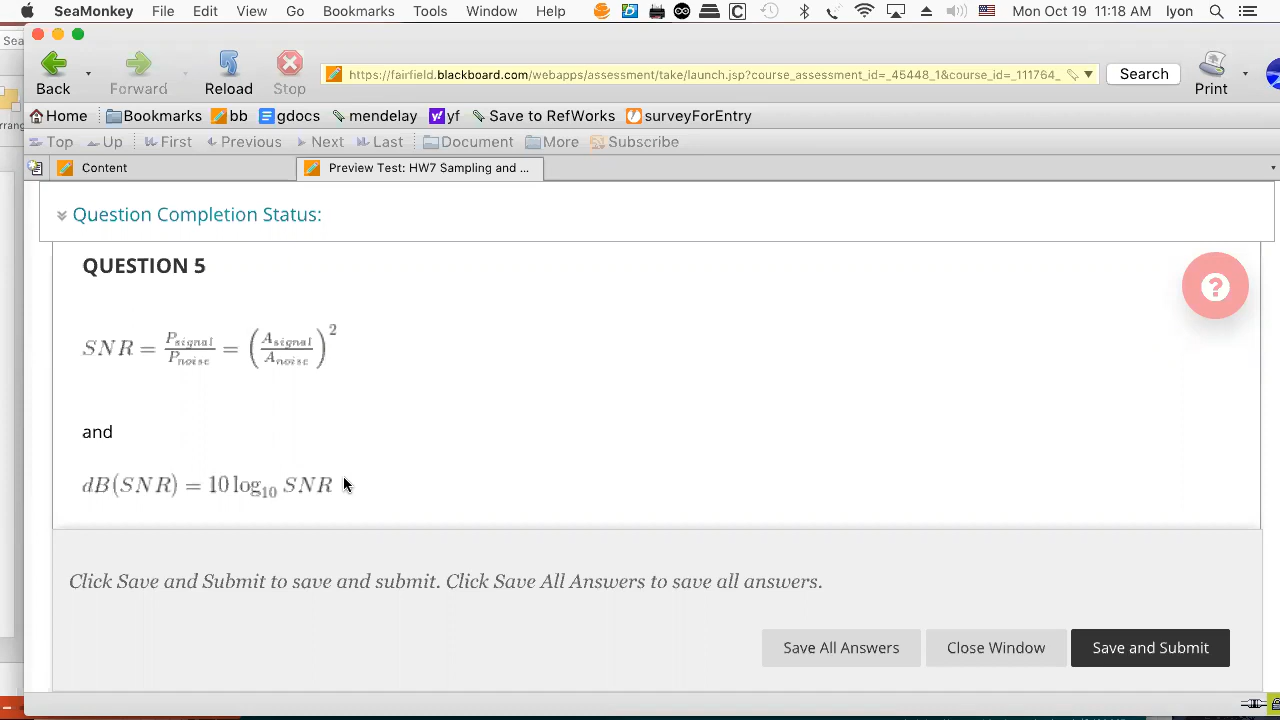 SeaMonkey File Edit View Go Bookmarks Tools Window Help Mon Oct 19 11:18 AM lyon
Sea
Back Forward Reload Stop https://fairfield.blackboard.com/webapps/assessment/take/launch.jsp?course_assessment_id=_45448_1&course_id=_111764_ Search Print
Home Bookmarks bb gdocs mendelay yf Save to RefWorks surveyForEntry
Top Up First Previous Next Last Document More Subscribe
Content Preview Test: HW7 Sampling and ...
Question Completion Status:
QUESTION 5
SNR = P_signal / P_noise = (A_signal / A_noise)^2
and
dB(SNR) = 10 log_10 SNR
Click Save and Submit to save and submit. Click Save All Answers to save all answers.
Save All Answers Close Window Save and Submit